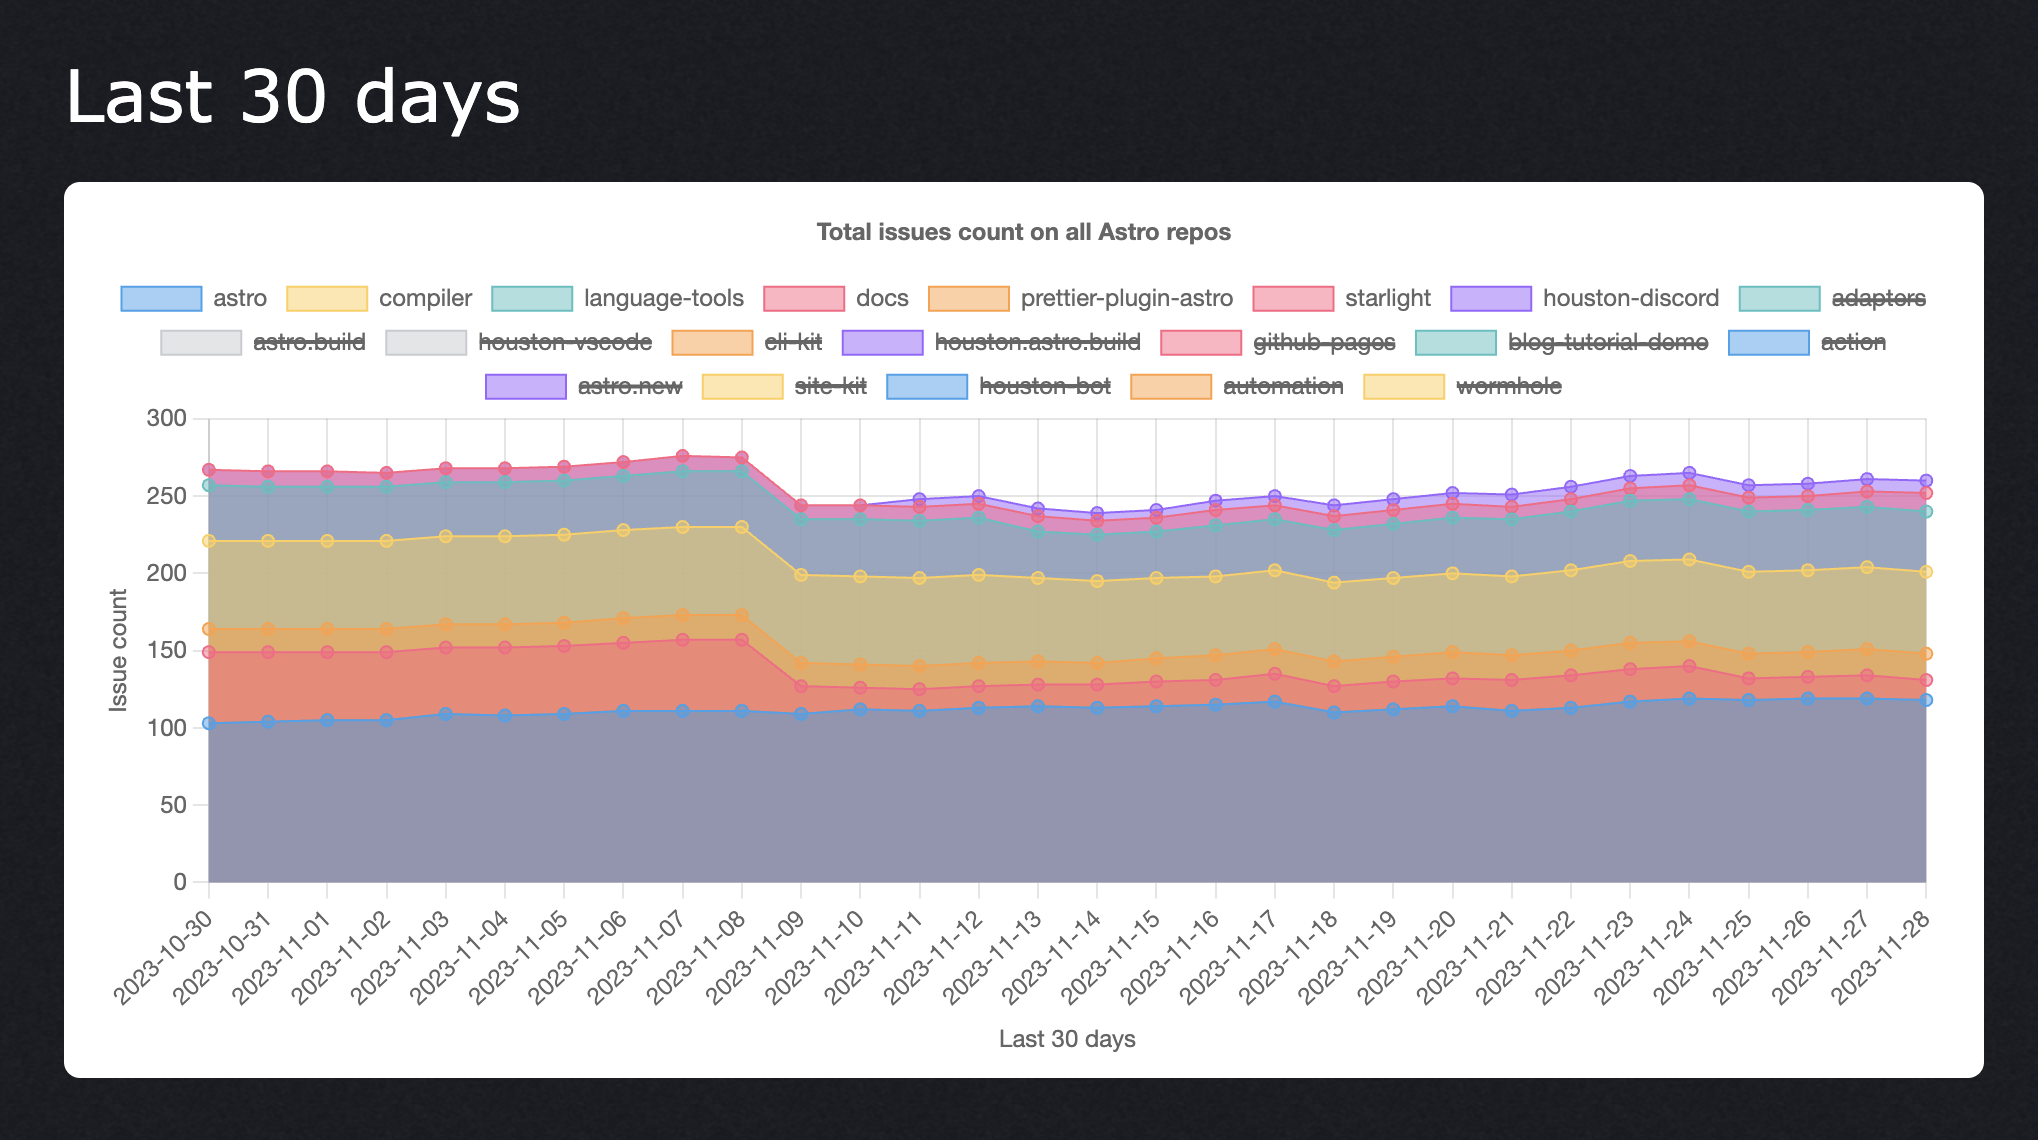 Last 30 days
Total issues count on all Astro repos
astro compiler language-tools docs prettier-plugin-astro starlight houston-discord adapters
astro.build houston-vscode cli-kit houston.astro.build github-pages blog-tutorial-demo action
astro.new site-kit houston-bot automation wormhole
300
250
200
150
100
50
0
Issue count
2023-10-30 2023-10-31 2023-11-01 2023-11-02 2023-11-03 2023-11-04 2023-11-05 2023-11-06 2023-11-07 2023-11-08 2023-11-09 2023-11-10 2023-11-11 2023-11-12 2023-11-13 2023-11-14 2023-11-15 2023-11-16 2023-11-17 2023-11-18 2023-11-19 2023-11-20 2023-11-21 2023-11-22 2023-11-23 2023-11-24 2023-11-25 2023-11-26 2023-11-27 2023-11-28
Last 30 days